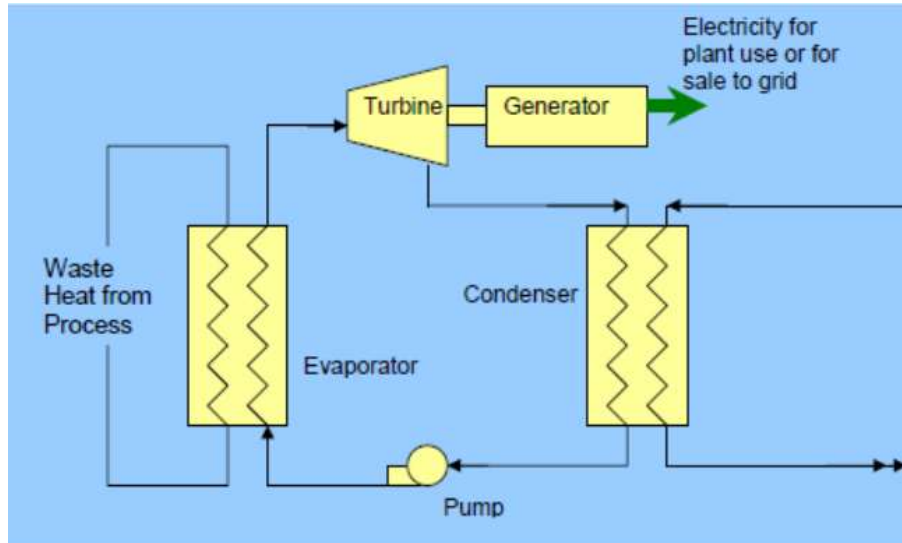 Electricity for
plant use or for
sale to grid
Turbine
Generator
Waste
Heat from
Process
Condenser
Evaporator
Pump